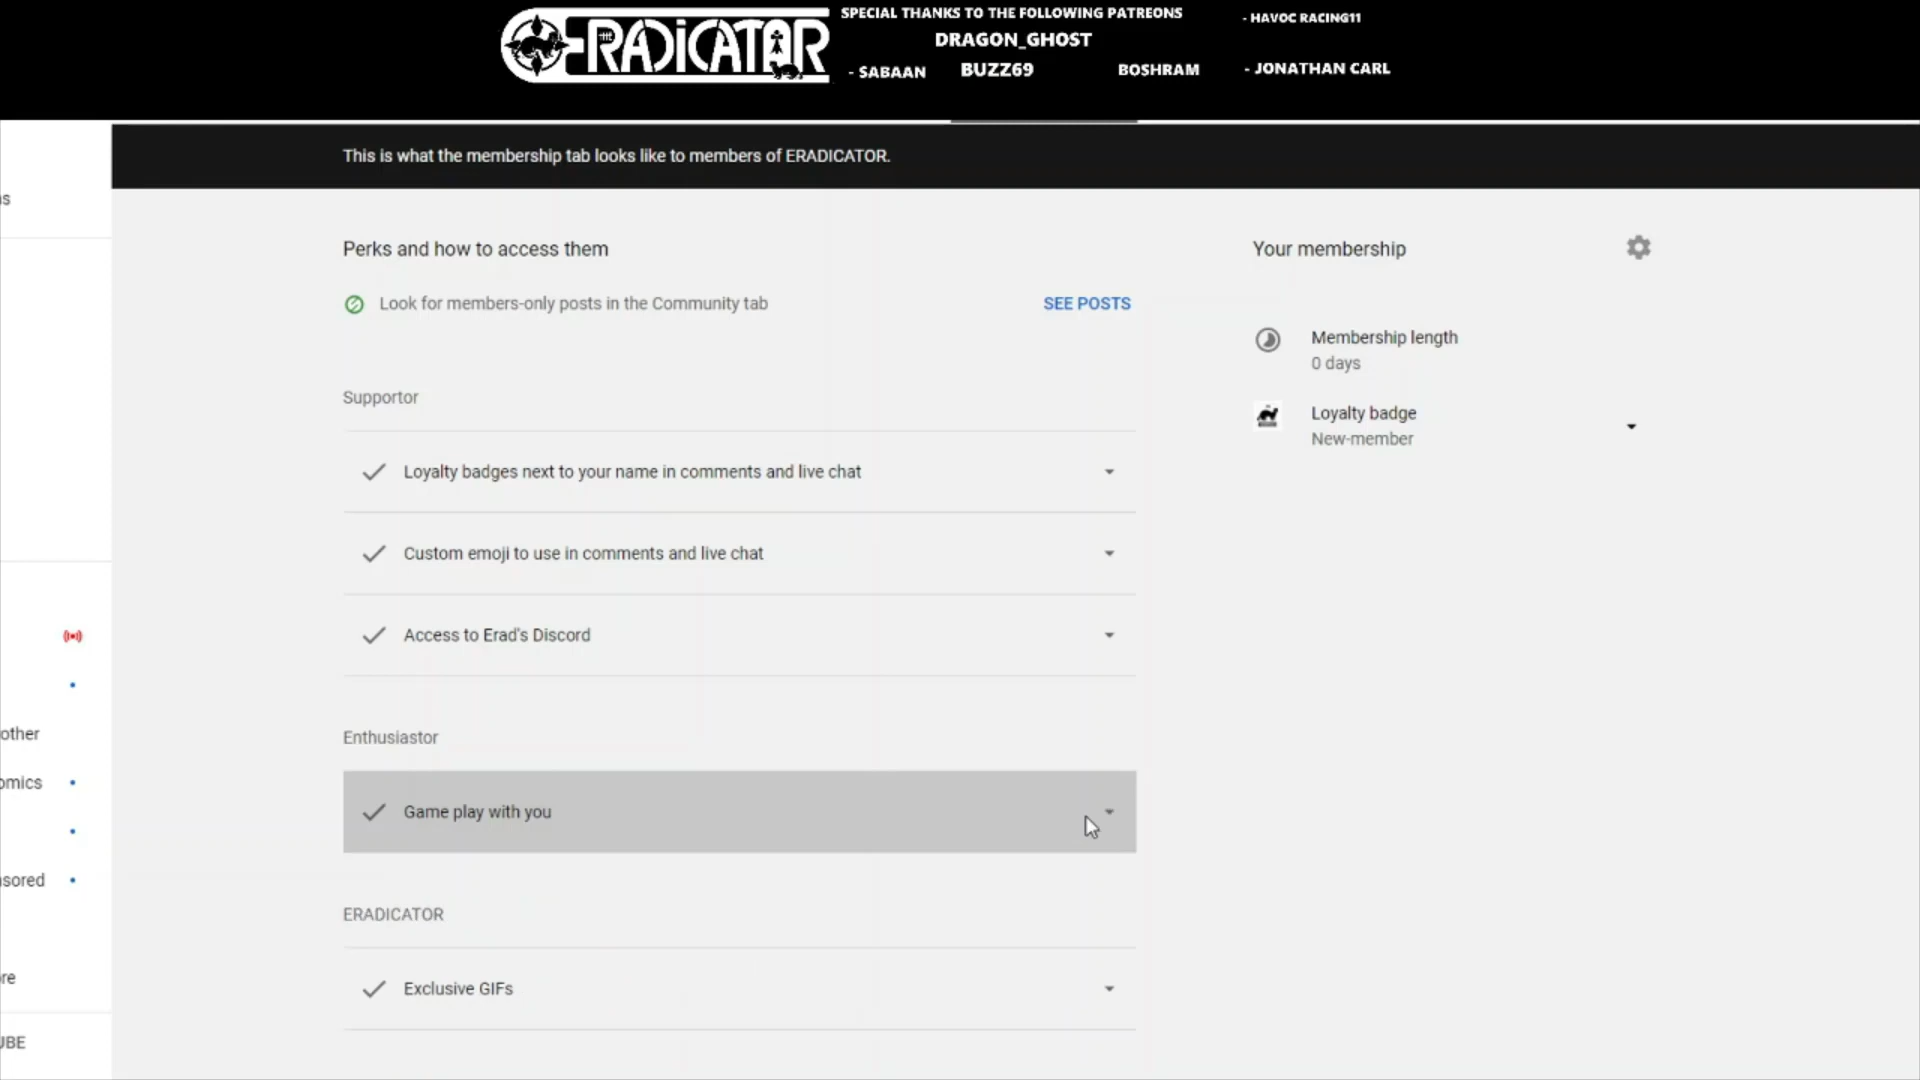 THE ERADICATOR
SPECIAL THANKS TO THE FOLLOWING PATREONS
- HAVOC RACING11
DRAGON_GHOST
- SABAAN
BUZZ69
BOSHRAM
- JONATHAN CARL
This is what the membership tab looks like to members of ERADICATOR.
Perks and how to access them
Look for members-only posts in the Community tab
SEE POSTS
Supportor
Loyalty badges next to your name in comments and live chat
Custom emoji to use in comments and live chat
Access to Erad's Discord
Enthusiastor
Game play with you
ERADICATOR
Exclusive GIFs
Your membership
Membership length
0 days
Loyalty badge
New-member
s
other
omics
sored
re
UBE